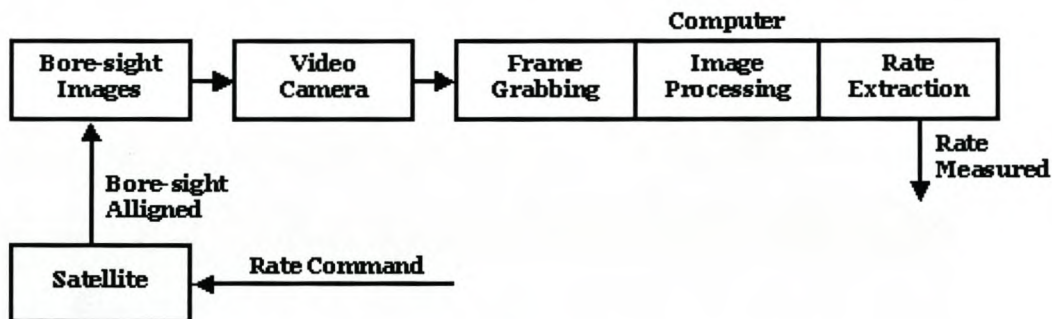 Computer
Bore-sight
Images
Video
Camera
Frame
Grabbing
Image
Processing
Rate
Extraction
Rate
Measured
Bore-sight
Alligned
Satellite
Rate Command